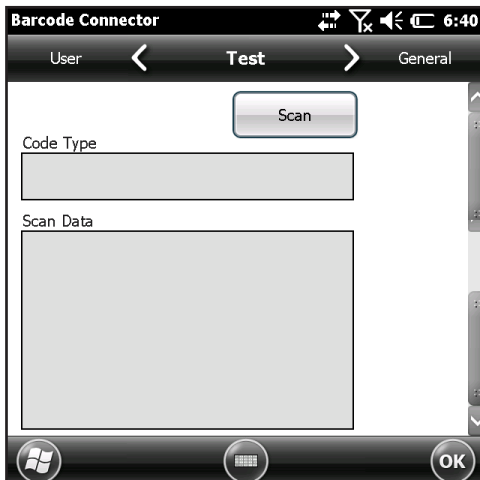 Barcode Connector 6:40
User Test General
Scan
Code Type
Scan Data
OK